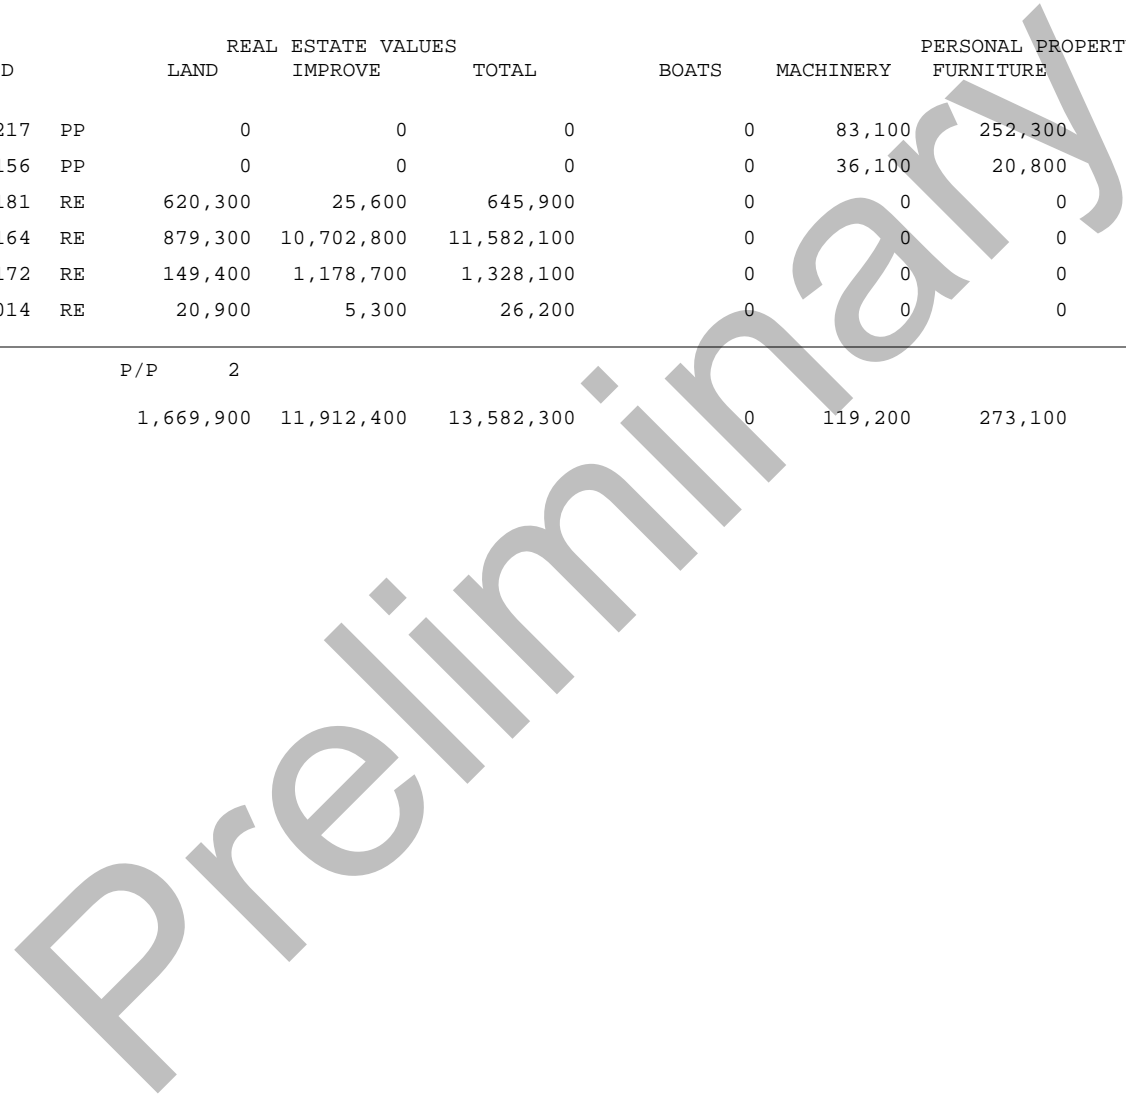 REAL ESTATE VALUES PERSONAL PROPERT
D LAND IMPROVE TOTAL BOATS MACHINERY FURNITURE
217 PP 0 0 0 0 83,100 252,300
156 PP 0 0 0 0 36,100 20,800
181 RE 620,300 25,600 645,900 0 0 0
164 RE 879,300 10,702,800 11,582,100 0 0 0
172 RE 149,400 1,178,700 1,328,100 0 0 0
014 RE 20,900 5,300 26,200 0 0 0
P/P 2
1,669,900 11,912,400 13,582,300 0 119,200 273,100
Preliminary